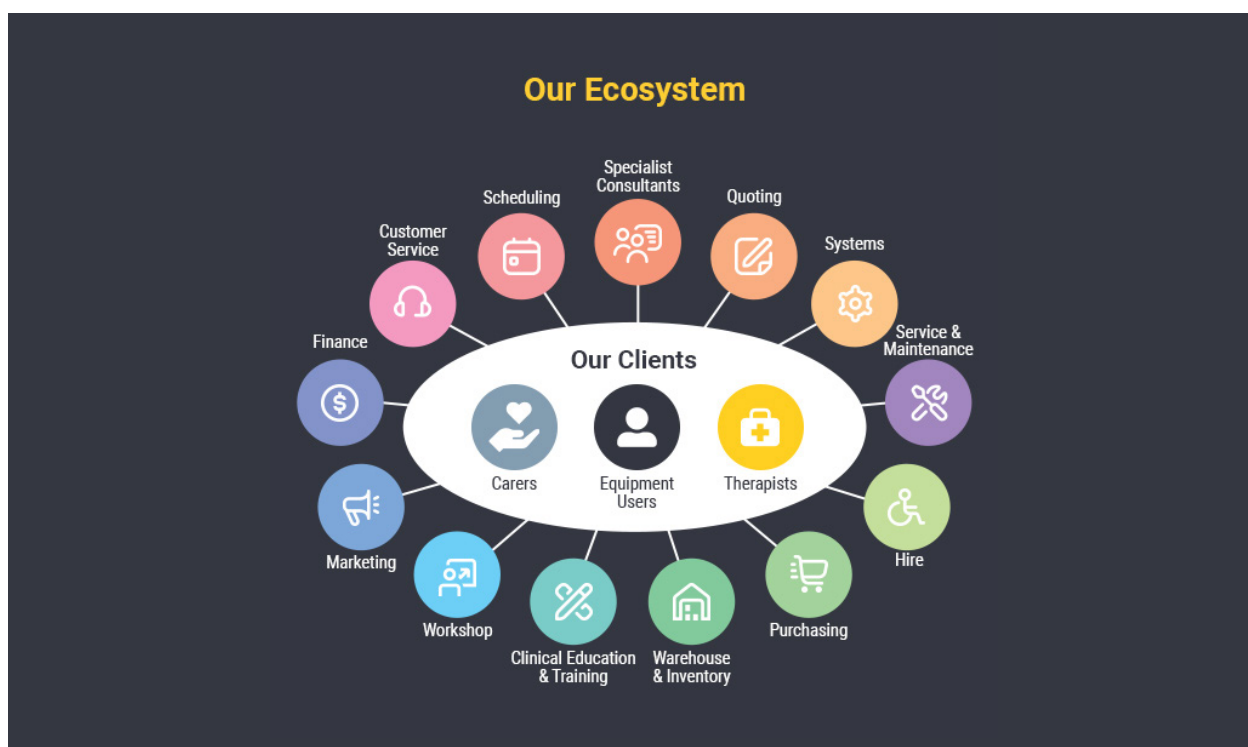 Our Ecosystem
Specialist
Consultants
Scheduling
Quoting
Customer
Service
Systems
Finance
Service &
Maintenance
Our Clients
Carers
Equipment
Users
Therapists
Marketing
Hire
Workshop
Purchasing
Clinical Education
& Training
Warehouse
& Inventory